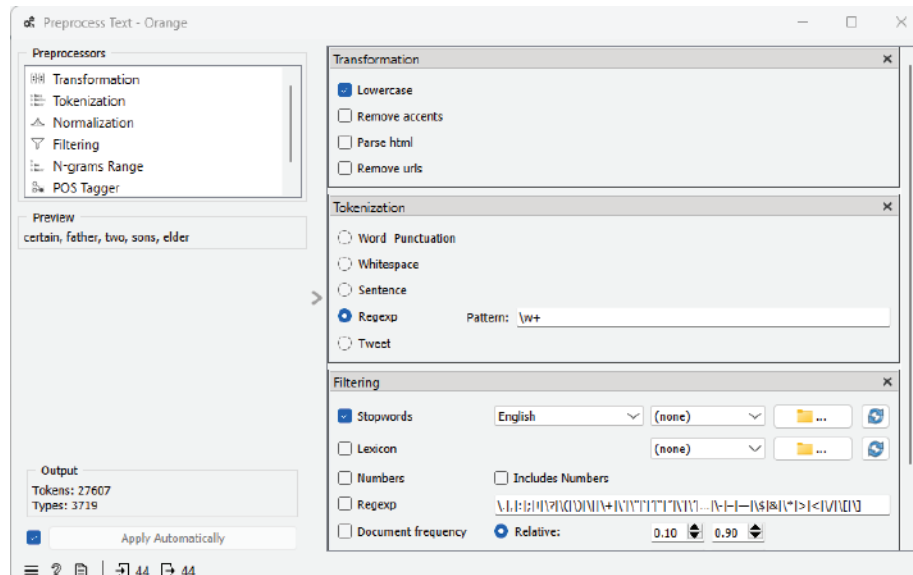 Preprocess Text - Orange
Preprocessors
Transformation
Tokenization
Normalization
Filtering
N-grams Range
POS Tagger
Preview
certain, father, two, sons, elder
Output
Tokens: 27607
Types: 3719
Apply Automatically
44 44
Transformation
Lowercase
Remove accents
Parse html
Remove urls
Tokenization
Word Punctuation
Whitespace
Sentence
Regexp Pattern: \w+
Tweet
Filtering
Stopwords English (none) ...
Lexicon (none) ...
Numbers Includes Numbers
Regexp
Document frequency Relative: 0.10 0.90